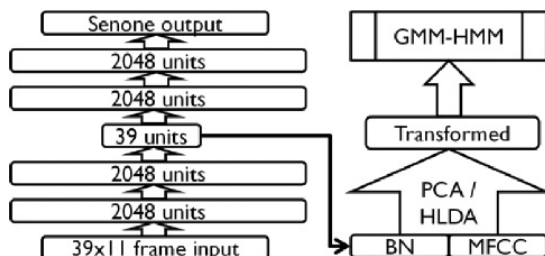 Senone output
2048 units
2048 units
39 units
2048 units
2048 units
39x11 frame input
GMM-HMM
Transformed
PCA /
HLDA
BN
MFCC